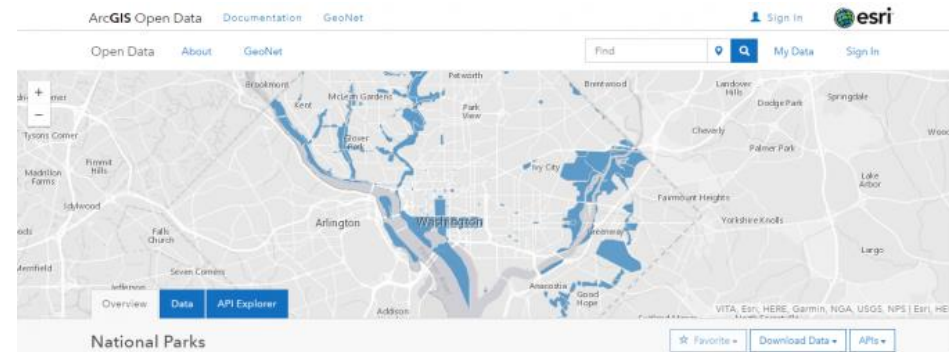 ArcGIS Open Data Documentation GeoNet Sign In esri
Open Data About GeoNet Find My Data Sign In
Brookmont
Petworth
Brentwood
Landover
Hills
Kent
McLean Gardens
Park
View
Dodge Park
Springdale
+
−
Tysons Corner
Glover
Park
Cheverly
Palmer Park
Madrillon
Farms
Pimmit
Hills
Ivy City
Lake
Arbor
Idylwood
Fairmount Heights
Arlington
Washington
Yorkshire Knolls
Falls
Church
Greenway
Largo
Merrifield
Seven Corners
Jefferson
Anacostia
Good
Hope
Addison
Overview Data API Explorer
VITA, Esri, HERE, Garmin, NGA, USGS, NPS | Esri, HE
National Parks Favorite Download Data APIs